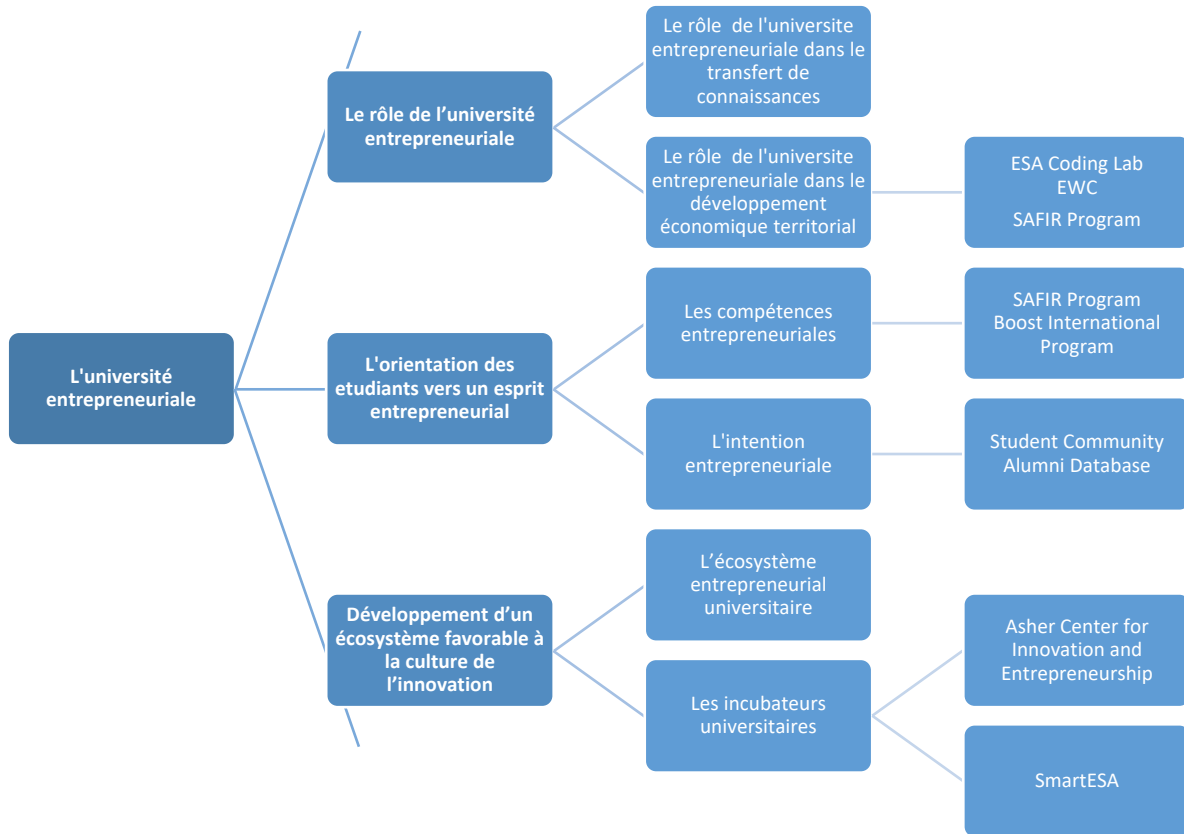 L'université
entrepreneuriale
Le rôle de l’université
entrepreneuriale
Le rôle  de l'universite
entrepreneuriale dans le
transfert de
connaissances
Le rôle  de l'universite
entrepreneuriale dans le
développement
économique territorial
ESA Coding Lab
EWC
SAFIR Program
L'orientation des
etudiants vers un esprit
entrepreneurial
Les compétences
entrepreneuriales
SAFIR Program
Boost International
Program
L'intention
entrepreneuriale
Student Community
Alumni Database
Développement d’un
écosystème favorable à
la culture de
l’innovation
L’écosystème
entrepreneurial
universitaire
Les incubateurs
universitaires
Asher Center for
Innovation and
Entrepreneurship
SmartESA